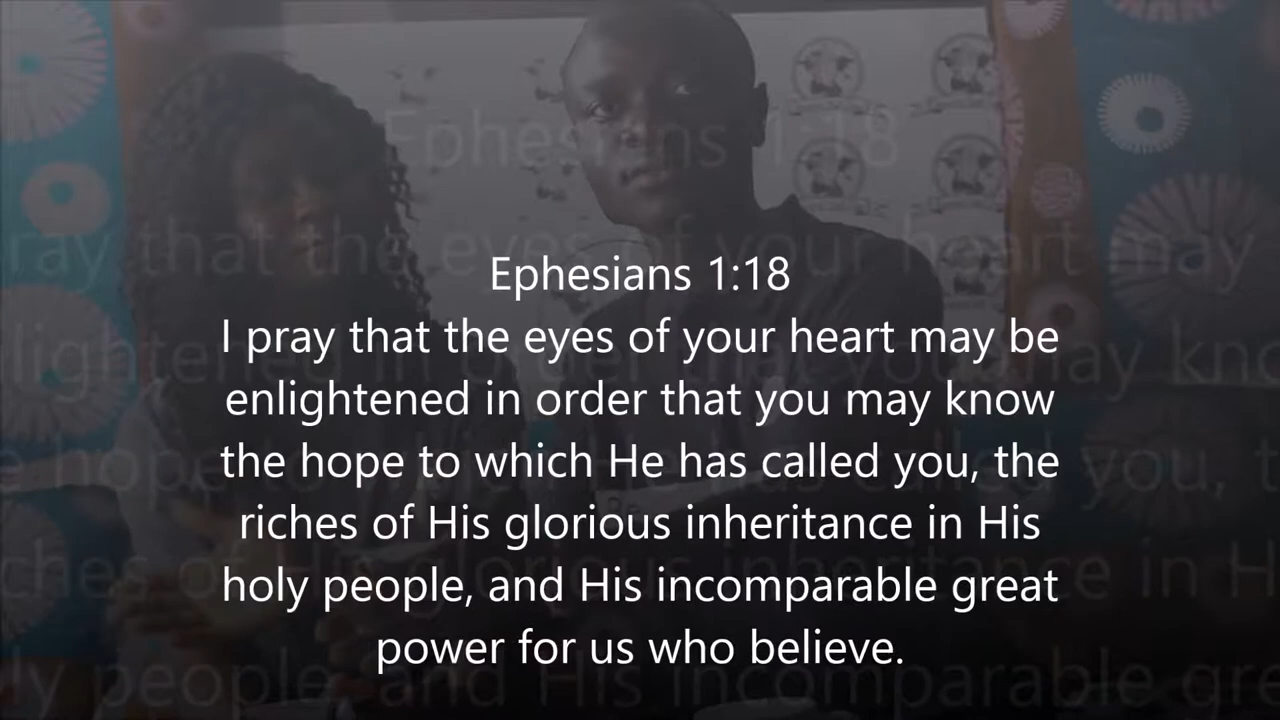 Ephesians 1:18
I pray that the eyes of your heart may be
enlightened in order that you may know
the hope to which He has called you, the
riches of His glorious inheritance in His
holy people, and His incomparable great
power for us who believe.